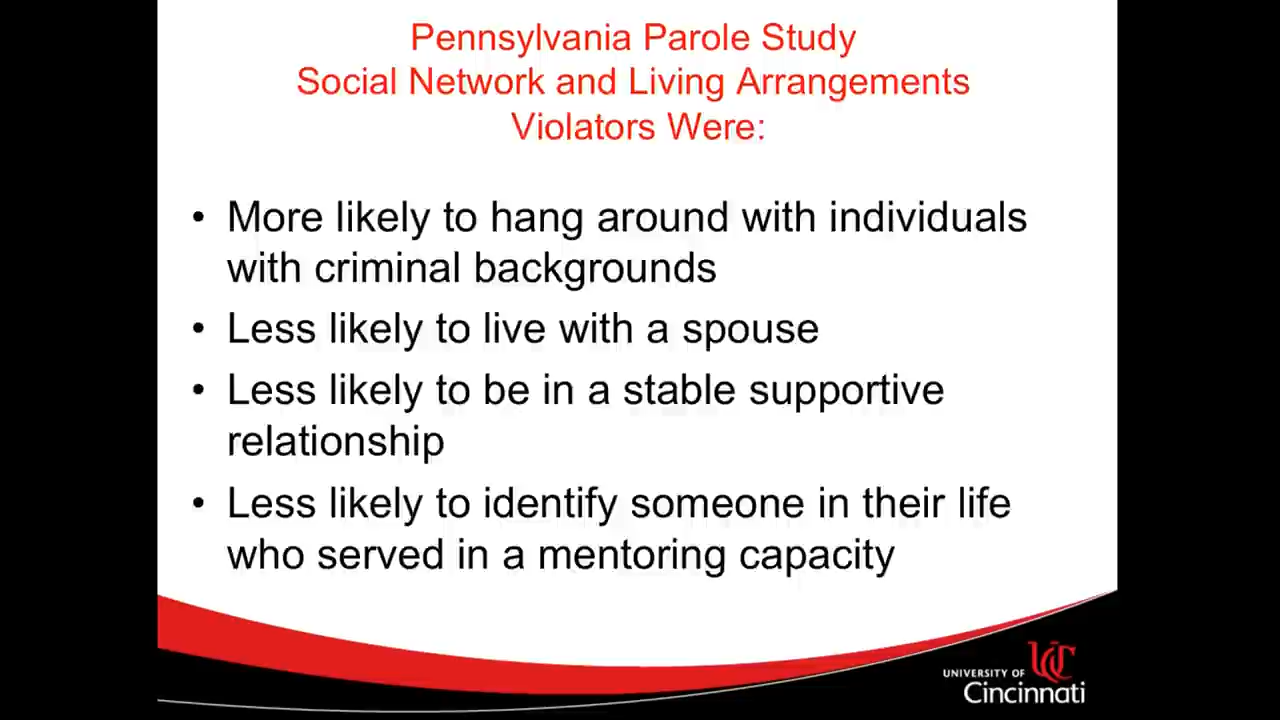 Pennsylvania Parole Study
Social Network and Living Arrangements
Violators Were:
• More likely to hang around with individuals
with criminal backgrounds
• Less likely to live with a spouse
• Less likely to be in a stable supportive
relationship
• Less likely to identify someone in their life
who served in a mentoring capacity
UC
UNIVERSITY OF
Cincinnati